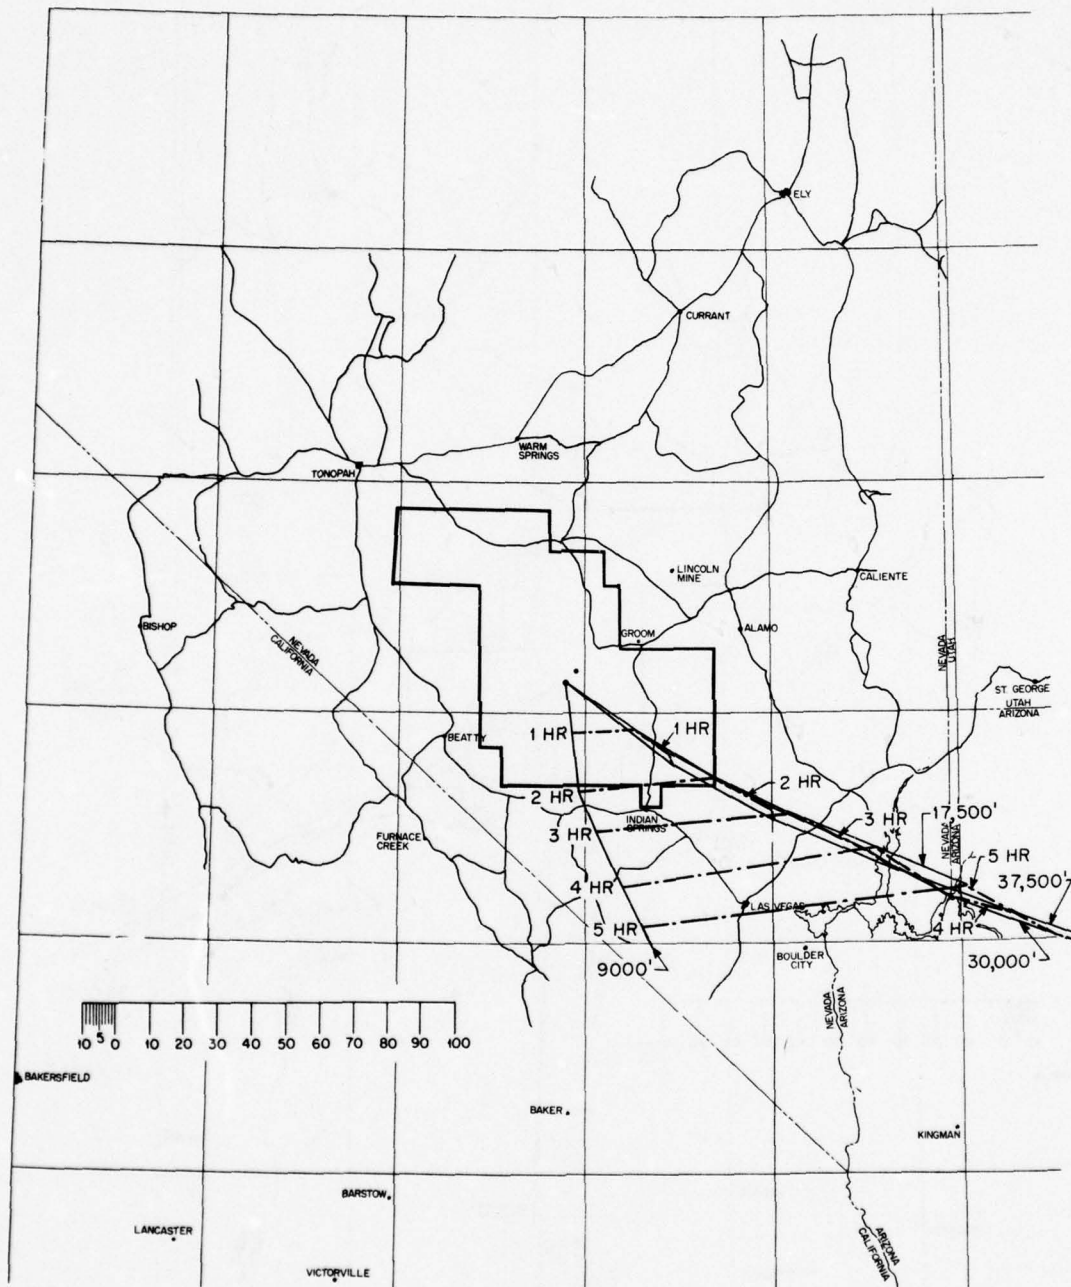 ELY
CURRANT
WARM
SPRINGS
TONOPAH
LINCOLN
MINE
CALIENTE
BISHOP
NEVADA
CALIFORNIA
GROOM
ALAMO
NEVADA
UTAH
ST. GEORGE
UTAH
ARIZONA
BEATTY
1 HR
1 HR
2 HR
2 HR
INDIAN
SPRINGS
3 HR
3 HR
17,500'
FURNACE
CREEK
NEVADA
ARIZONA
5 HR
37,500'
4 HR
LAS VEGAS
5 HR
4 HR
30,000'
BOULDER
CITY
9000'
NEVADA
ARIZONA
10 5 0 10 20 30 40 50 60 70 80 90 100
BAKERSFIELD
BAKER
KINGMAN
BARSTOW
LANCASTER
VICTORVILLE
ARIZONA
CALIFORNIA